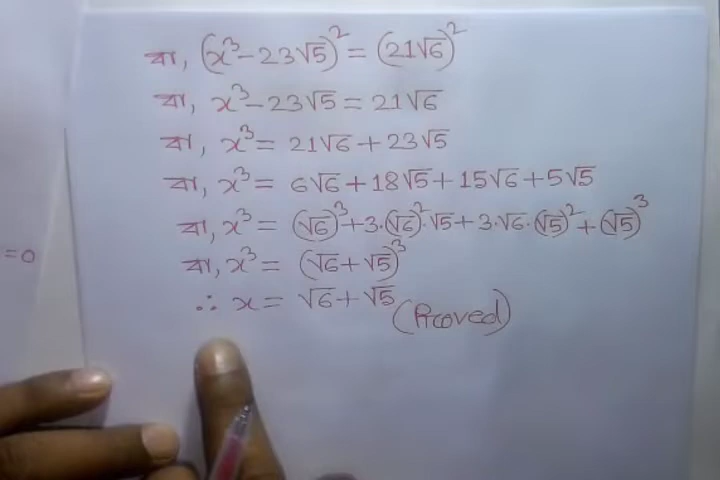 বা, (x³-23√5)² = (21√6)²
বা, x³-23√5 = 21√6
বা, x³ = 21√6+23√5
বা, x³ = 6√6+18√5+15√6+5√5
=0
বা, x³ = (√6)³+3·(√6)²·√5+3·√6·(√5)²+(√5)³
বা, x³ = (√6+√5)³
∴ x = √6+√5 (Proved)